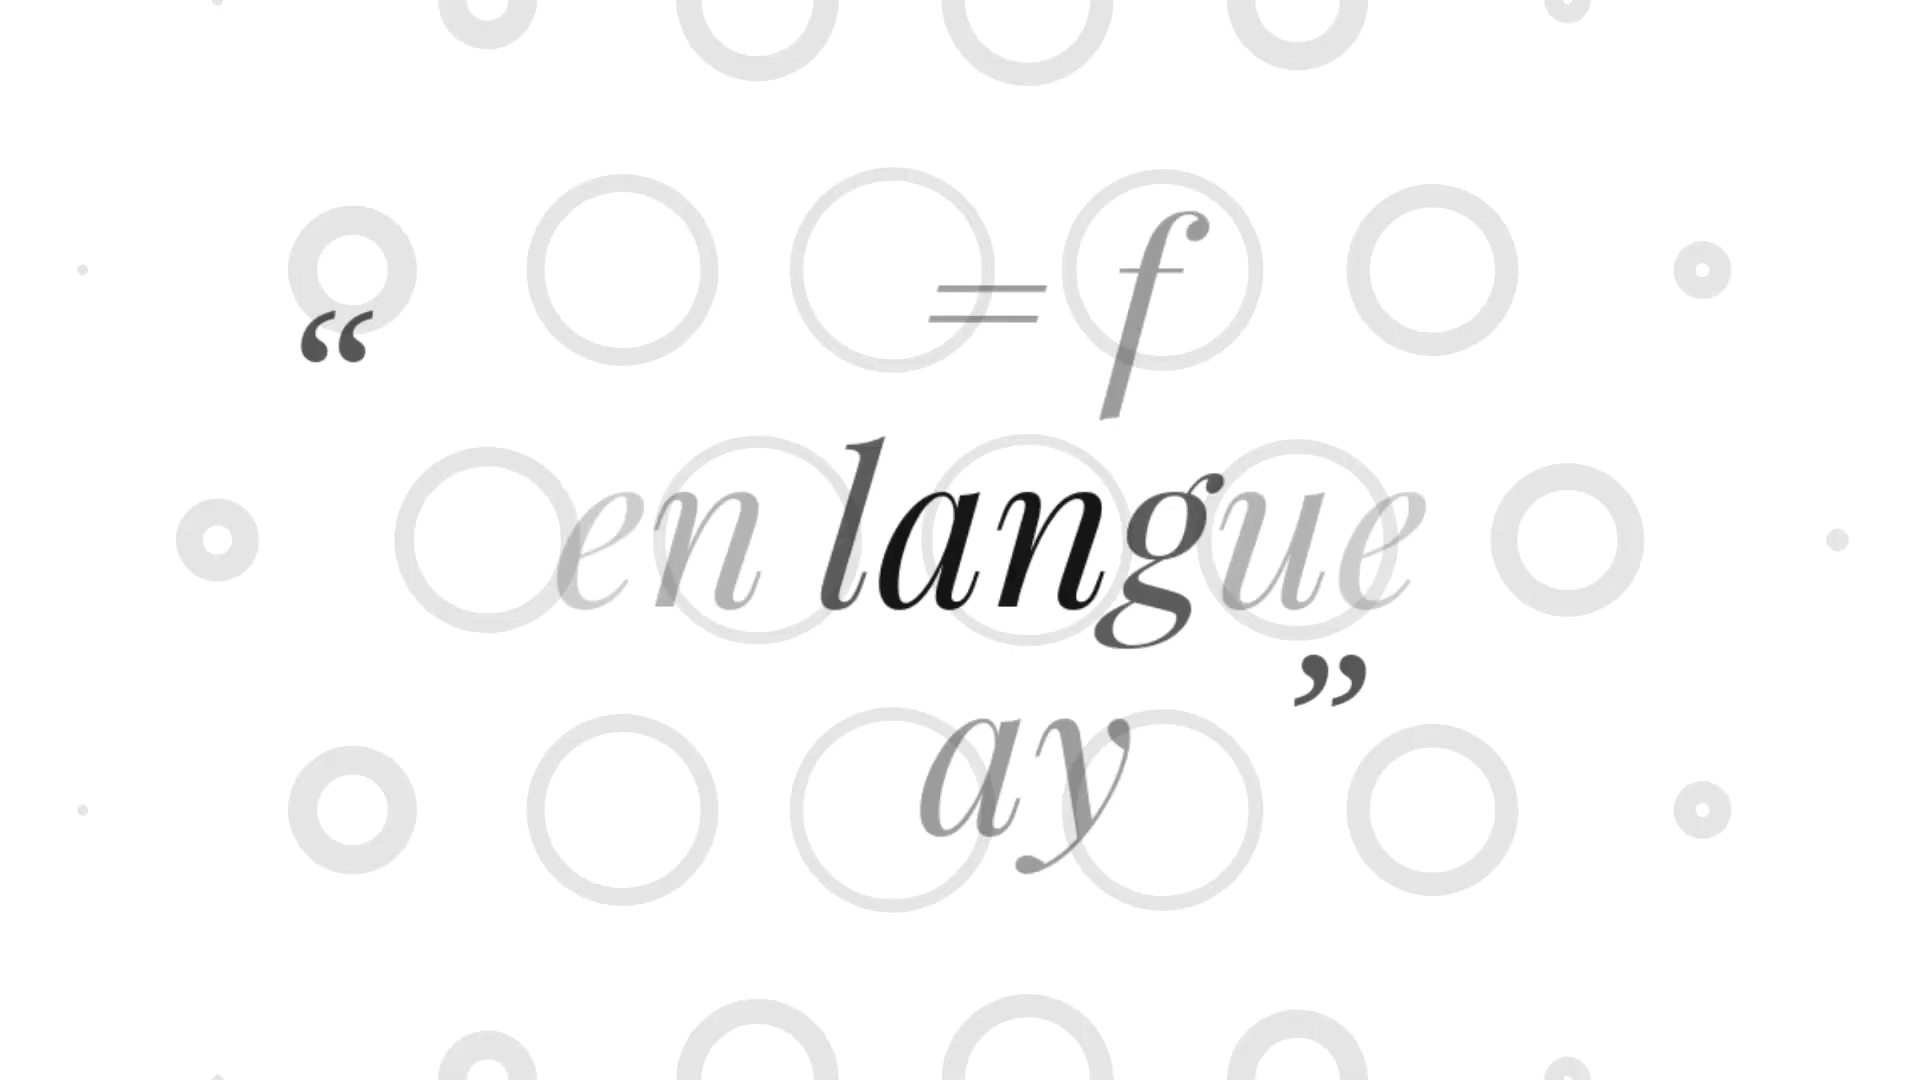 = f
“ en langue ”
ay